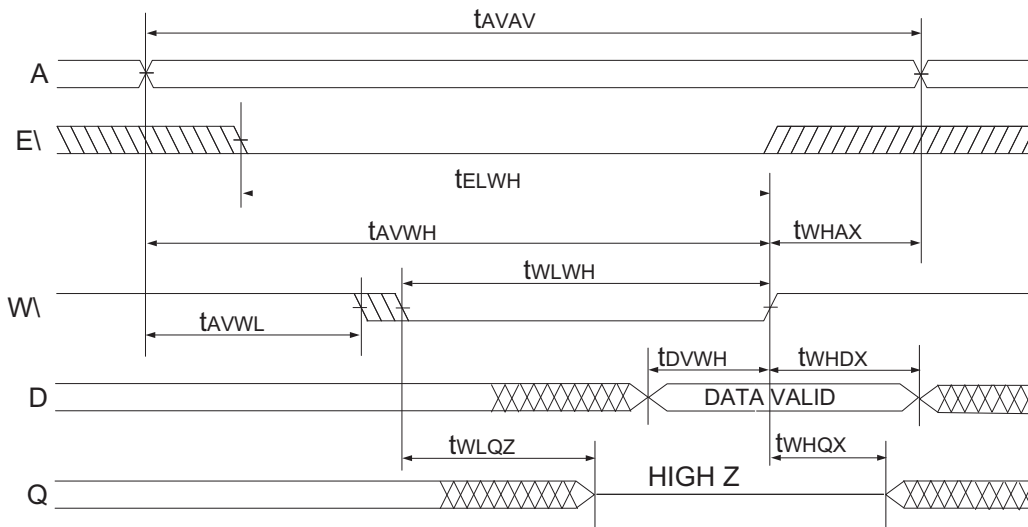 tAVAV
A
E\
tELWH
tAVWH
tWHAX
tWLWH
W\
tAVWL
tDVWH
tWHDX
D
DATA VALID
tWLQZ
tWHQX
HIGH Z
Q